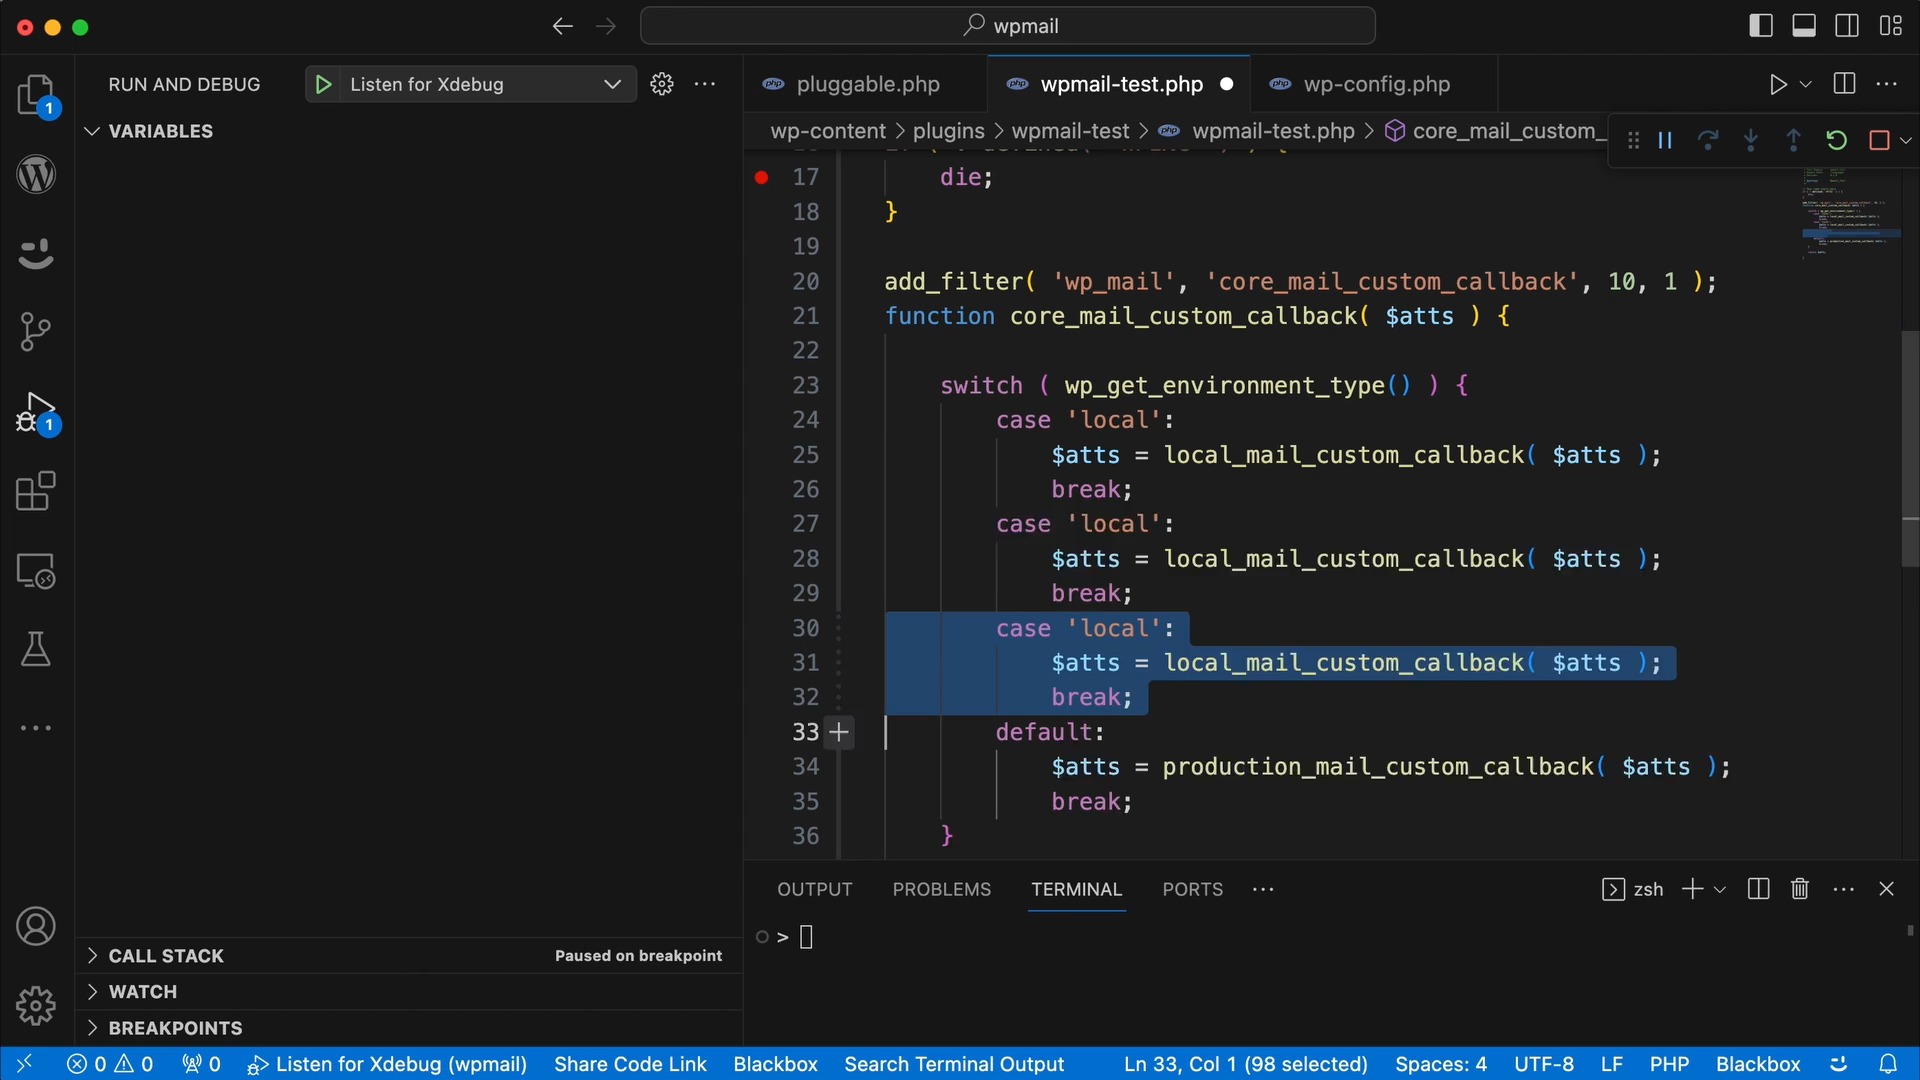 wpmail
RUN AND DEBUG
Listen for Xdebug
pluggable.php
wpmail-test.php
wp-config.php
1
VARIABLES
wp-content > plugins > wpmail-test > wpmail-test.php > core_mail_custom_
17 die;
18 }
19
20 add_filter( 'wp_mail', 'core_mail_custom_callback', 10, 1 );
21 function core_mail_custom_callback( $atts ) {
22
23 switch ( wp_get_environment_type() ) {
24 case 'local':
25 $atts = local_mail_custom_callback( $atts );
26 break;
27 case 'local':
28 $atts = local_mail_custom_callback( $atts );
29 break;
30 case 'local':
31 $atts = local_mail_custom_callback( $atts );
32 break;
33 default:
34 $atts = production_mail_custom_callback( $atts );
35 break;
36 }
1
OUTPUT PROBLEMS TERMINAL PORTS
zsh
>
CALL STACK Paused on breakpoint
WATCH
BREAKPOINTS
0 0 0 Listen for Xdebug (wpmail) Share Code Link Blackbox Search Terminal Output Ln 33, Col 1 (98 selected) Spaces: 4 UTF-8 LF PHP Blackbox